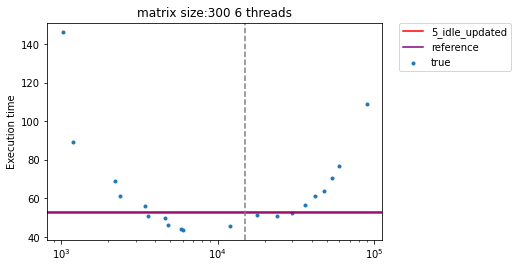 matrix size:300 6 threads
5_idle_updated
reference
true
Execution time
140
120
100
80
60
40
10³
10⁴
10⁵